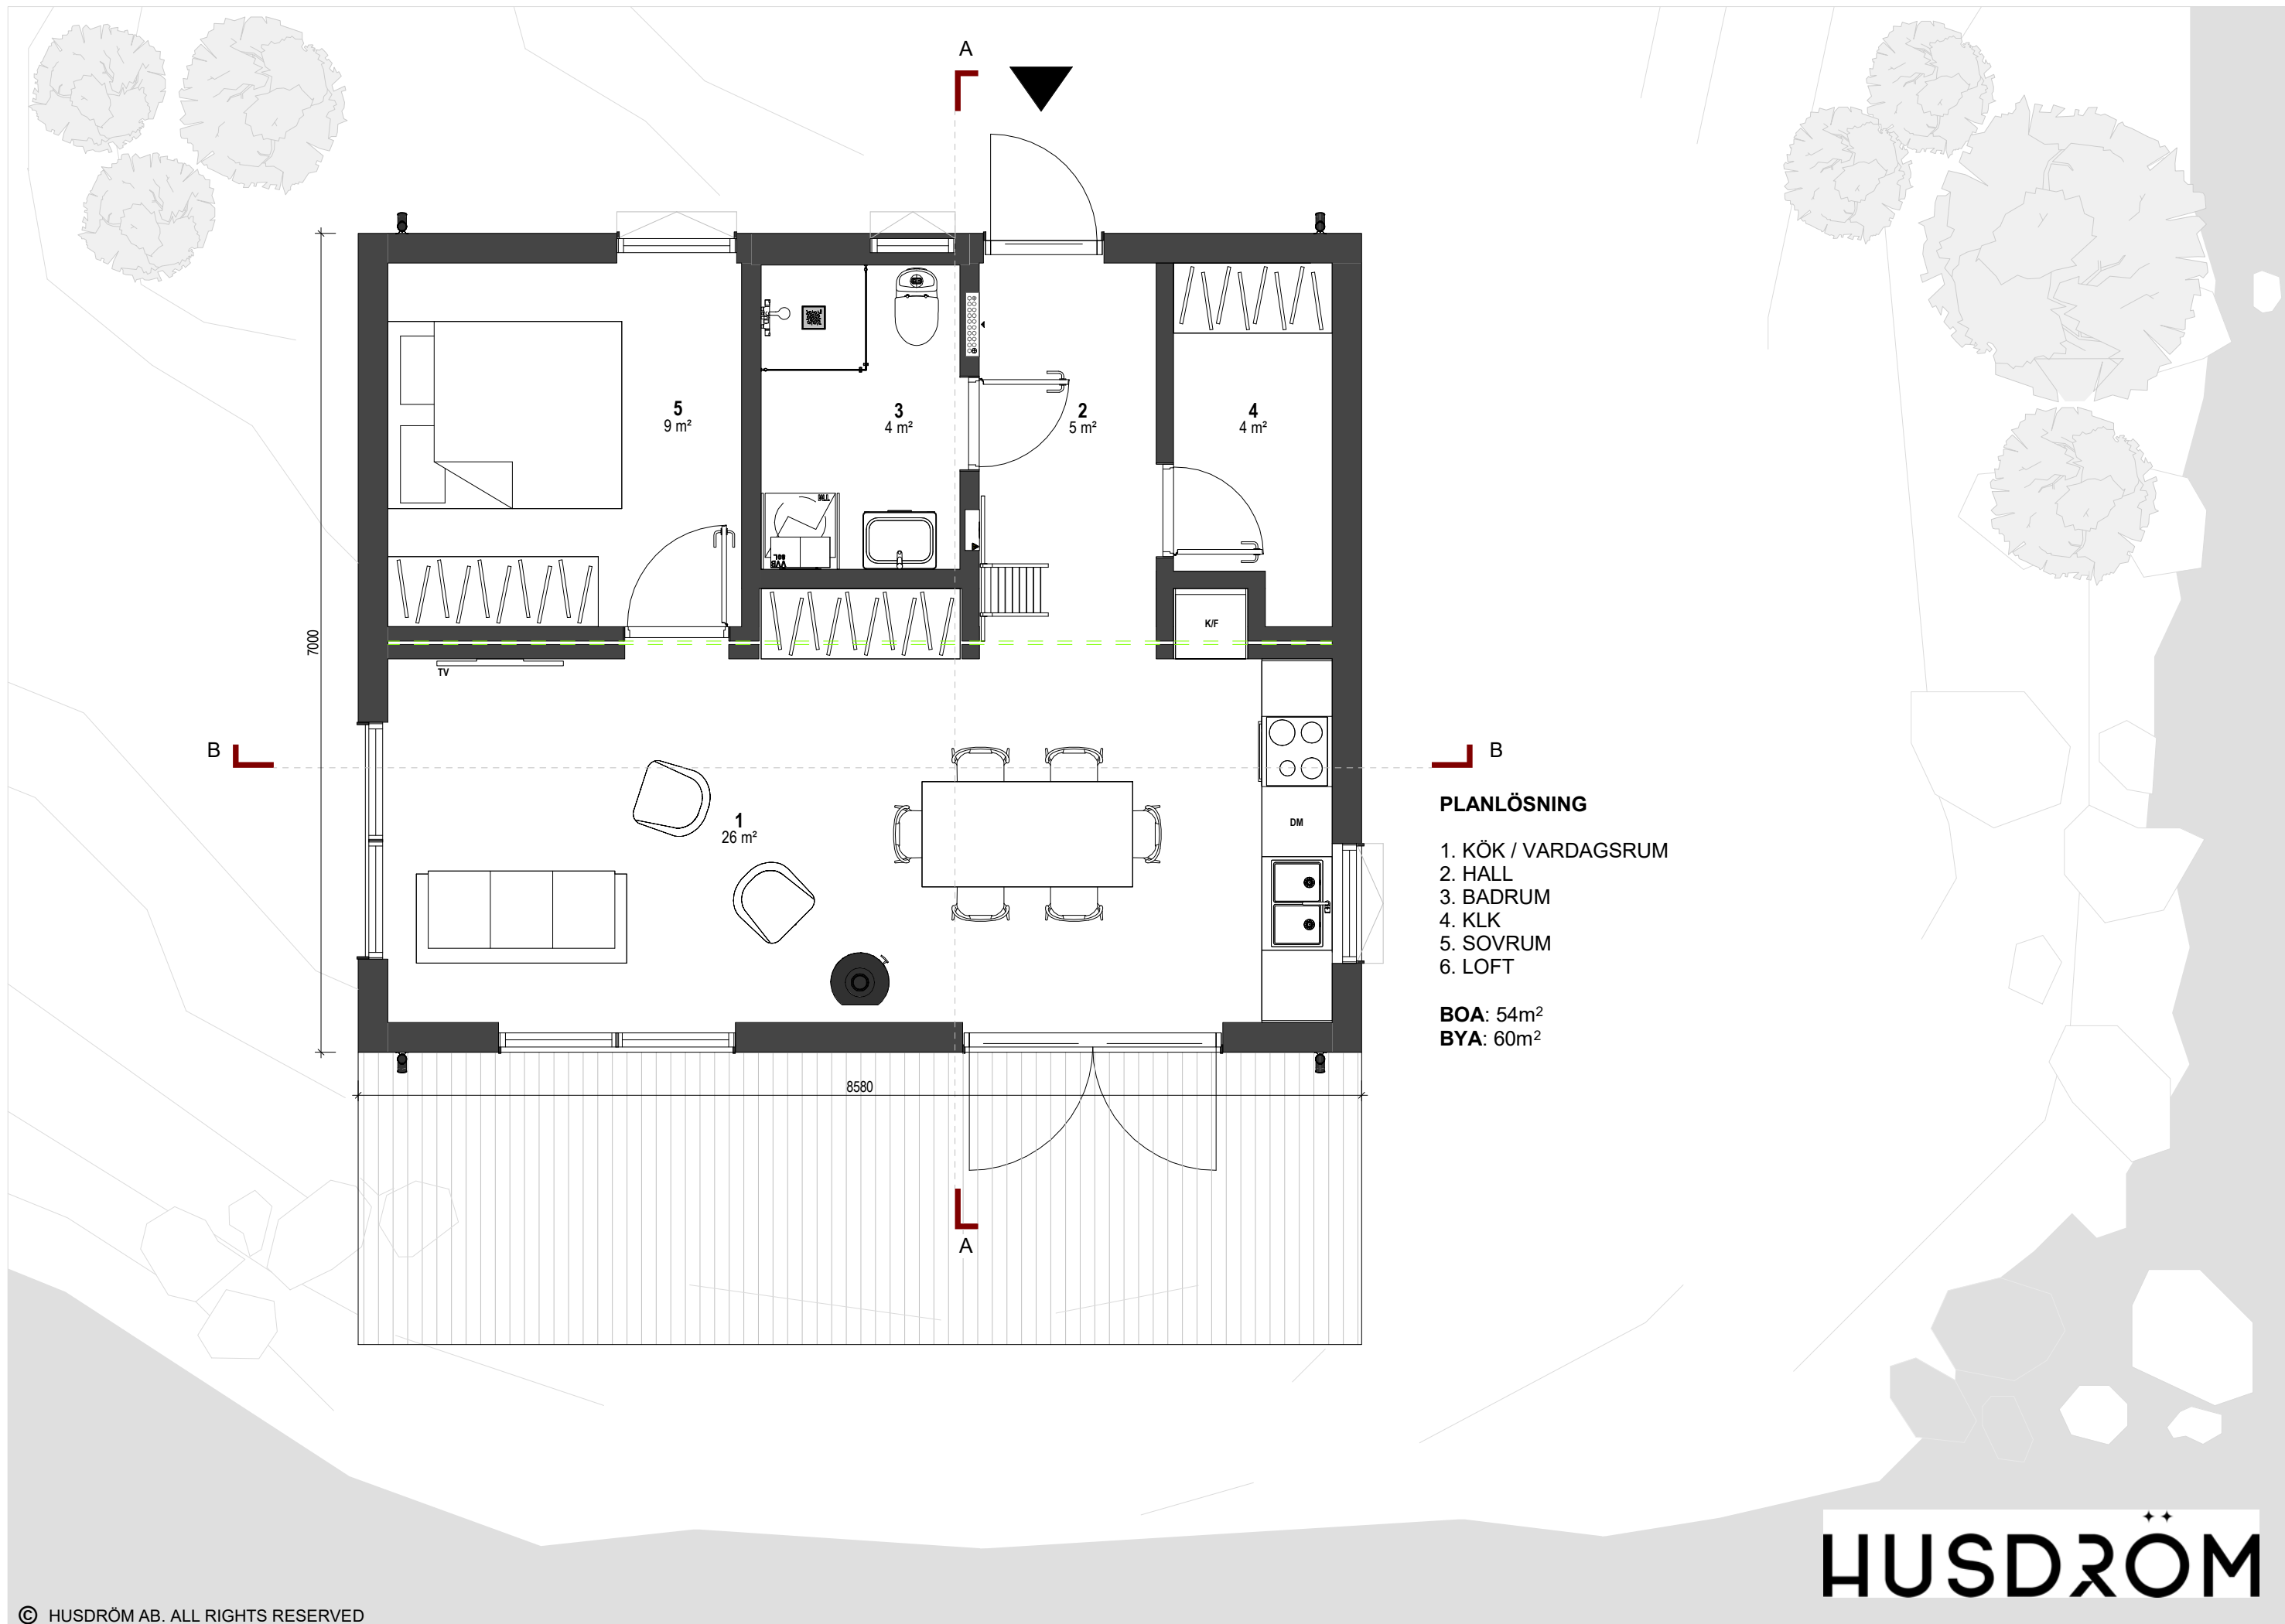 A
5
9 m²
3
4 m²
2
5 m²
4
4 m²
TM
VVB
K/F
7000
TV
B
B
PLANLÖSNING
1
26 m²
DM
1. KÖK / VARDAGSRUM
2. HALL
3. BADRUM
4. KLK
5. SOVRUM
6. LOFT
BOA: 54m²
BYA: 60m²
8580
A
HUSDRÖM
© HUSDRÖM AB. ALL RIGHTS RESERVED